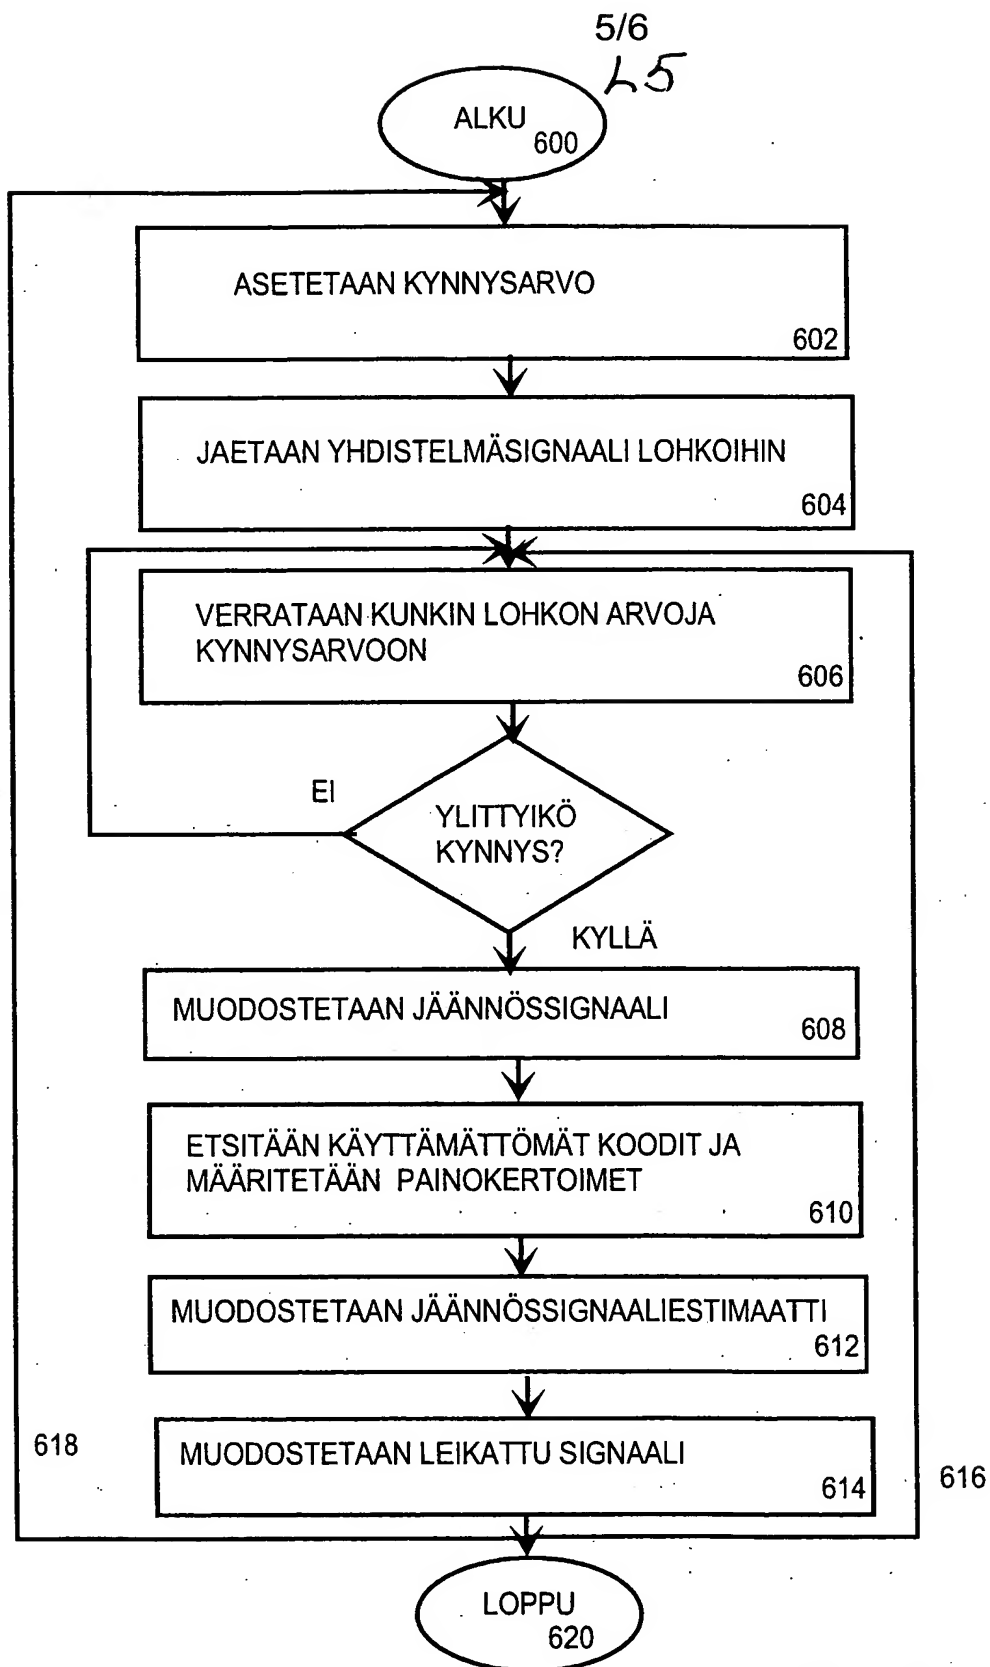 5/6
L5
ALKU
600
ASETETAAN KYNNYSARVO
602
JAETAAN YHDISTELMÄSIGNAALI LOHKOIHIN
604
VERRATAAN KUNKIN LOHKON ARVOJA
KYNNYSARVOON
606
EI
YLITTYIKÖ
KYNNYS?
KYLLÄ
MUODOSTETAAN JÄÄNNÖSSIGNAALI
608
ETSITÄÄN KÄYTTÄMÄTTÖMÄT KOODIT JA
MÄÄRITETÄÄN PAINOKERTOIMET
610
MUODOSTETAAN JÄÄNNÖSSIGNAALIESTIMAATTI
612
618
MUODOSTETAAN LEIKATTU SIGNAALI
614
616
LOPPU
620